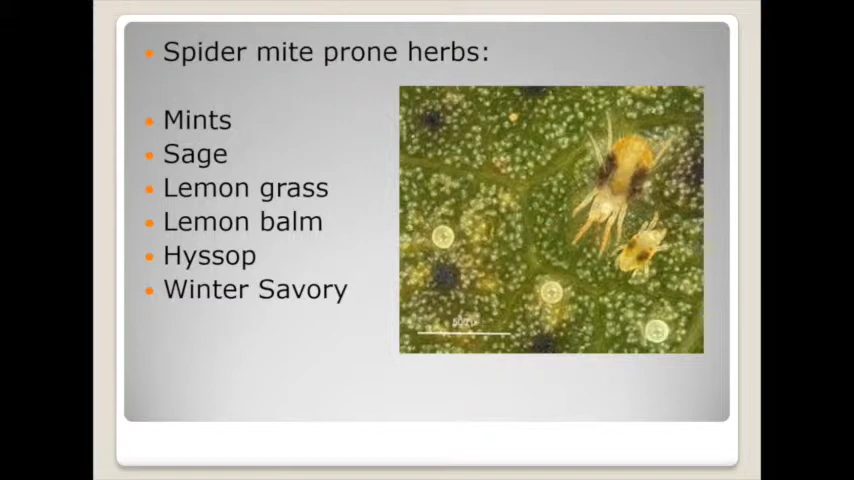 Spider mite prone herbs:
Mints
Sage
Lemon grass
Lemon balm
Hyssop
Winter Savory